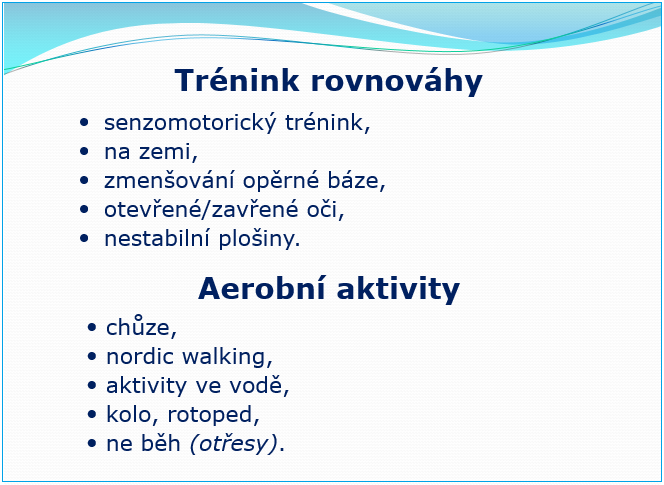 Trénink rovnováhy
• senzomotorický trénink,
• na zemi,
• zmenšování opěrné báze,
• otevřené/zavřené oči,
• nestabilní plošiny.
Aerobní aktivity
• chůze,
• nordic walking,
• aktivity ve vodě,
• kolo, rotoped,
• ne běh (otřesy).